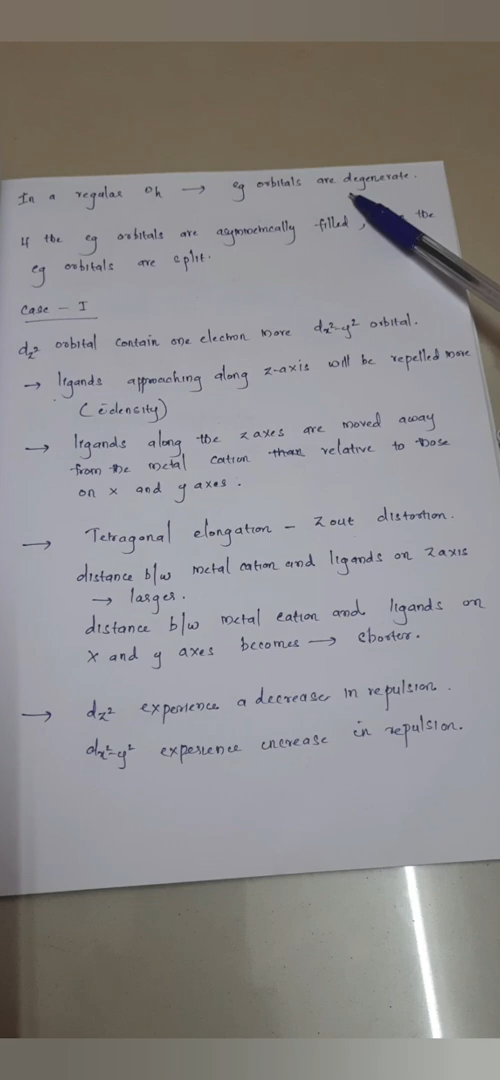 In a regular Oh → eg orbitals are degenerate.
If the eg orbitals are asymmetrically filled, the
eg orbitals are split.
Case - I
dz² orbital contain one electron more dx²-y² orbital.
→ ligands approaching along z-axis will be repelled more
(ēdensity)
→ ligands along the z axes are moved away
from the metal cation than relative to those
on x and y axes.
→ Tetragonal elongation - z out distortion.
distance b/w metal cation and ligands on z axis
→ larger.
distance b/w metal cation and ligands on
x and y axes becomes → shorter.
→ dz² experience a decrease in repulsion.
dx²-y² experience increase in repulsion.